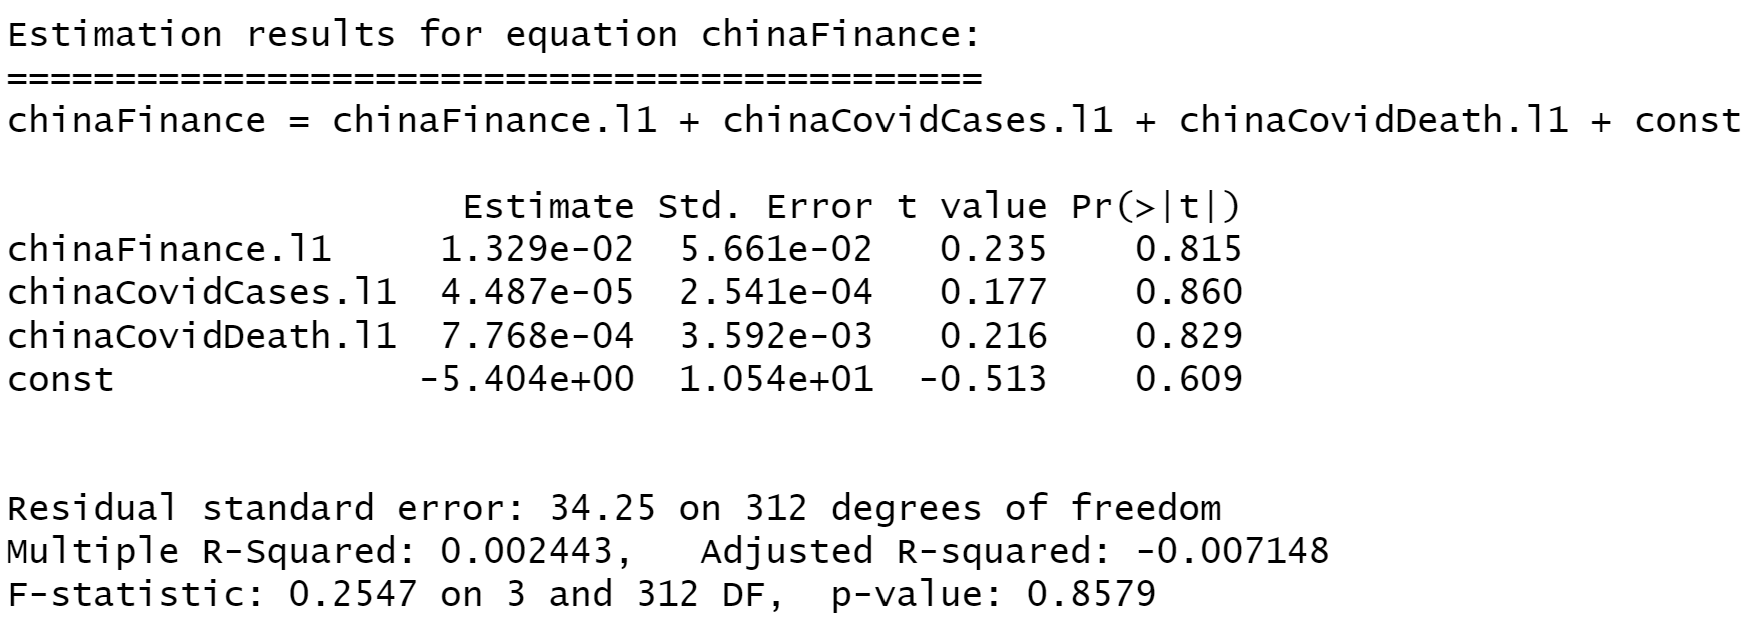 Estimation results for equation chinaFinance:
=============================================
chinaFinance = chinaFinance.l1 + chinaCovidCases.l1 + chinaCovidDeath.l1 + const
Estimate Std. Error t value Pr(>|t|)
chinaFinance.l1 1.329e-02 5.661e-02 0.235 0.815
chinaCovidCases.l1 4.487e-05 2.541e-04 0.177 0.860
chinaCovidDeath.l1 7.768e-04 3.592e-03 0.216 0.829
const -5.404e+00 1.054e+01 -0.513 0.609
Residual standard error: 34.25 on 312 degrees of freedom
Multiple R-Squared: 0.002443, Adjusted R-squared: -0.007148
F-statistic: 0.2547 on 3 and 312 DF, p-value: 0.8579